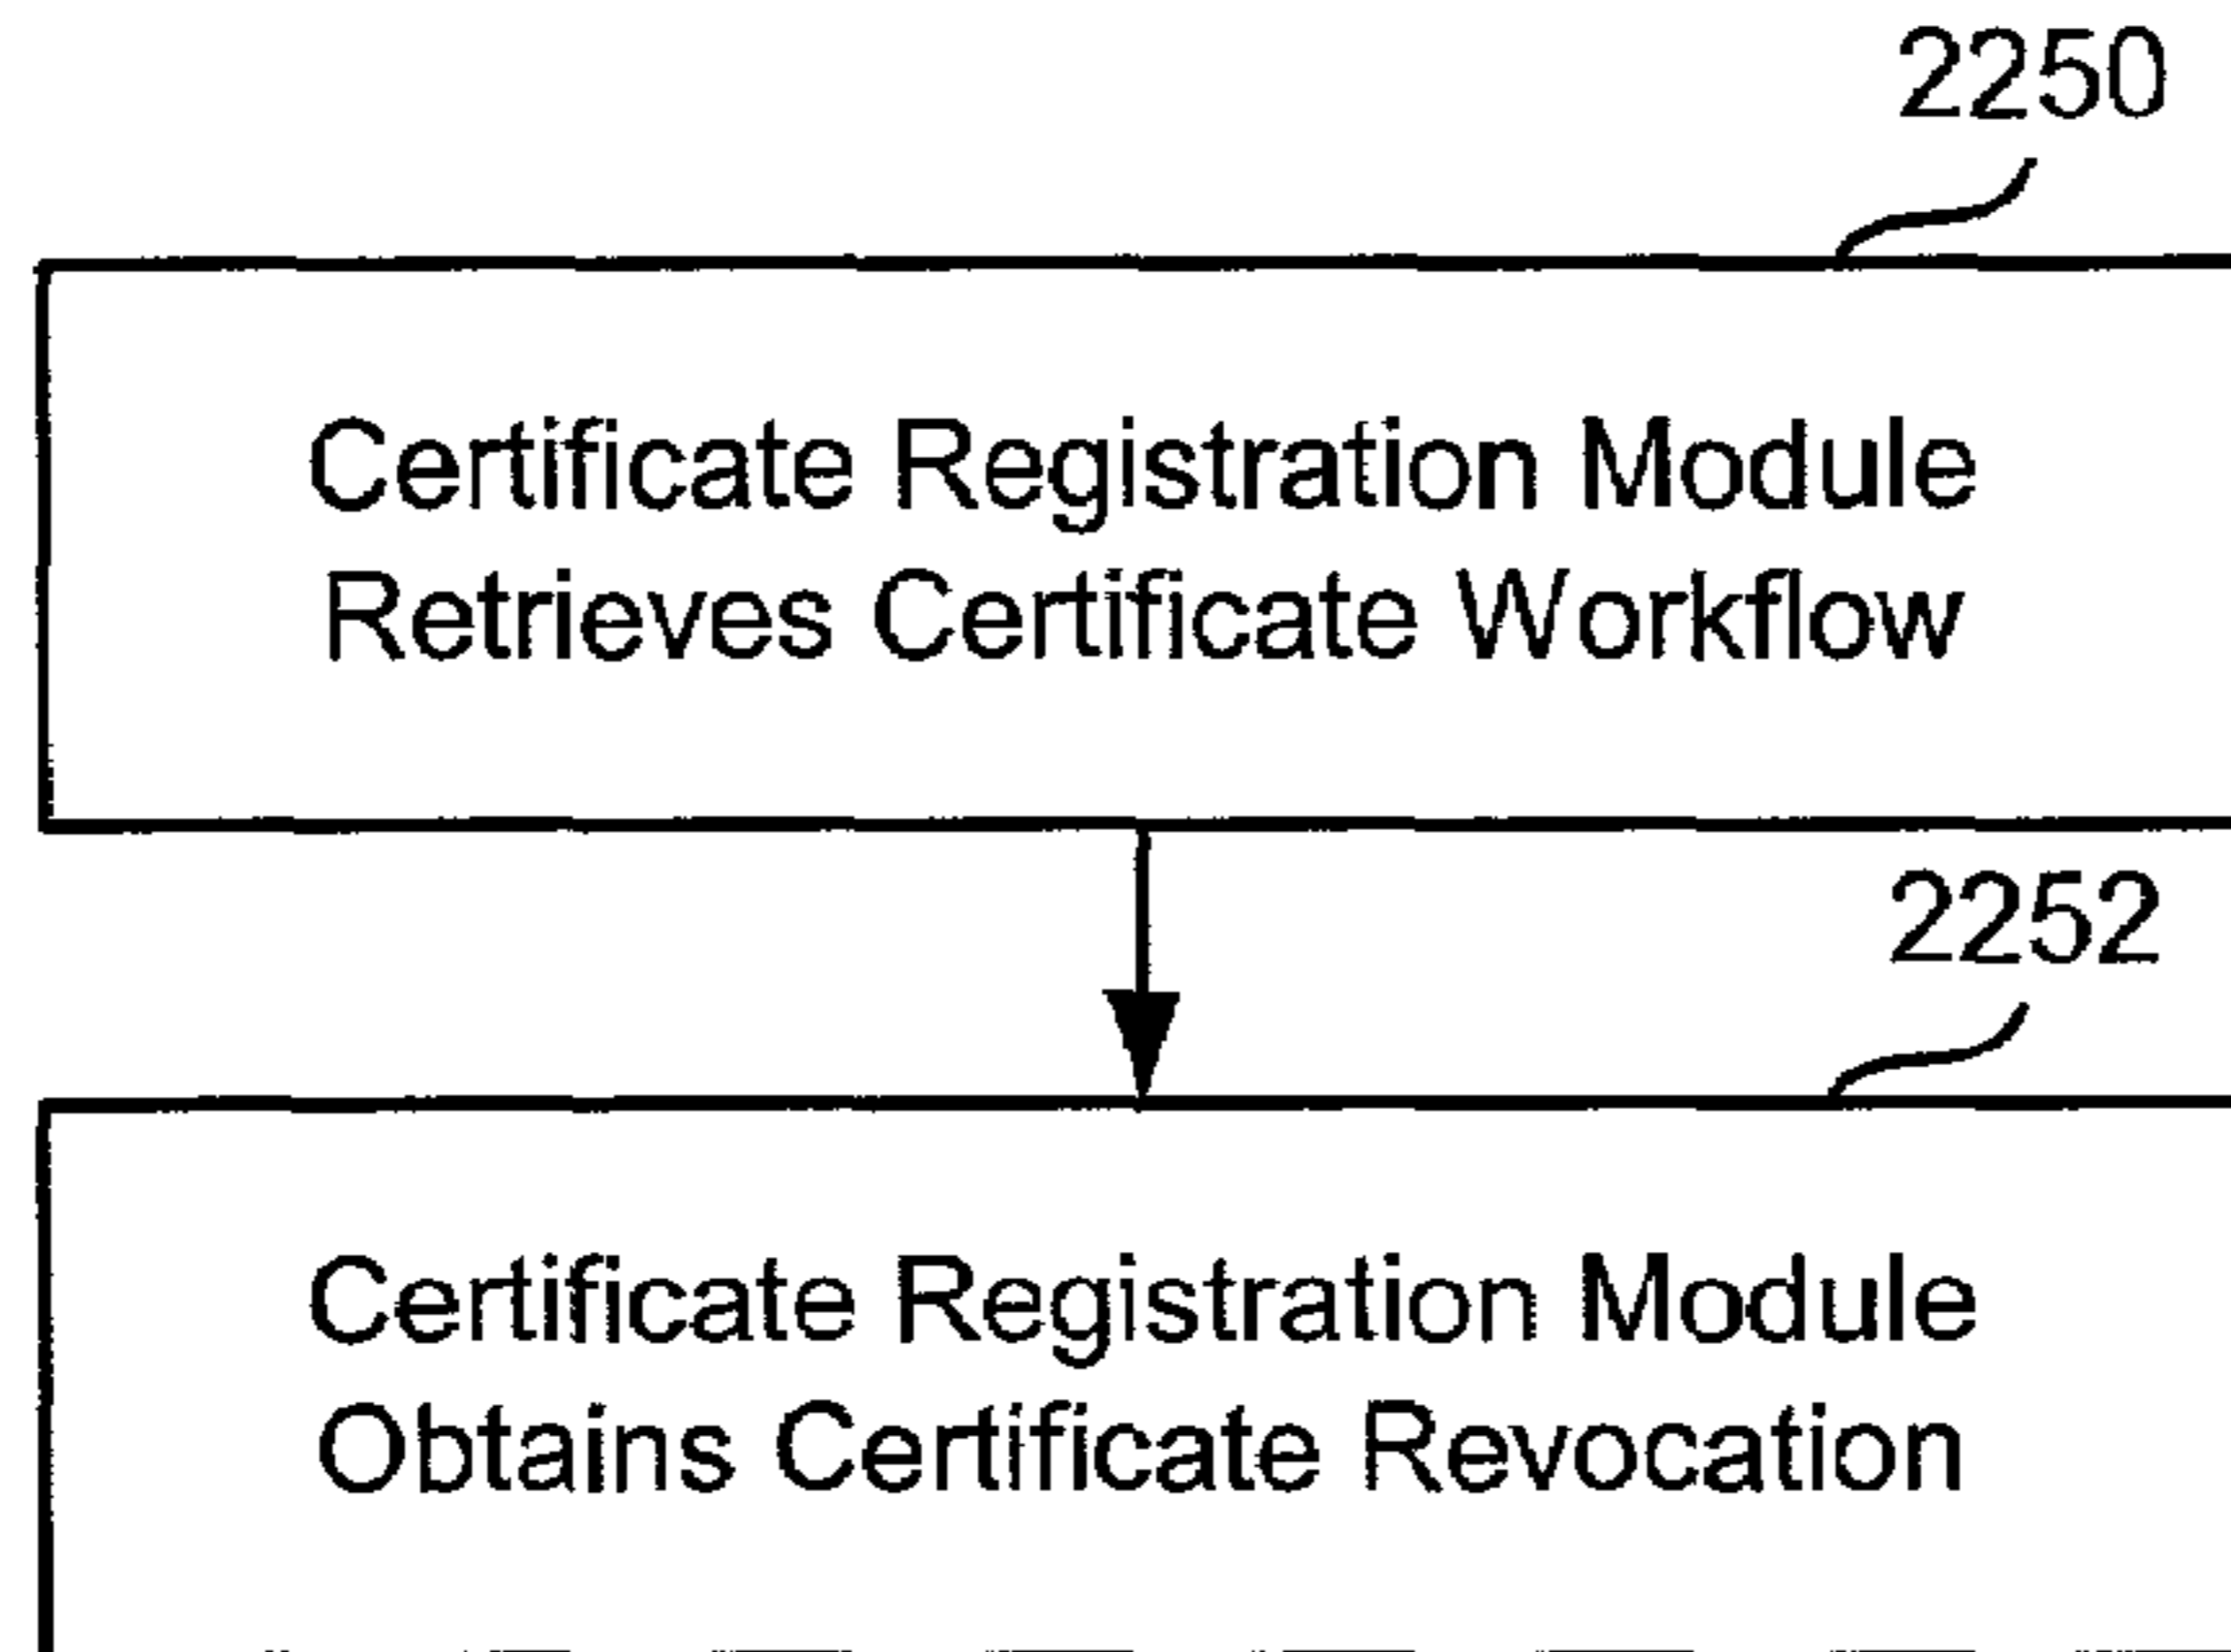 2250
Certificate Registration Module
Retrieves Certificate Workflow
2252
Certificate Registration Module
Obtains Certificate Revocation